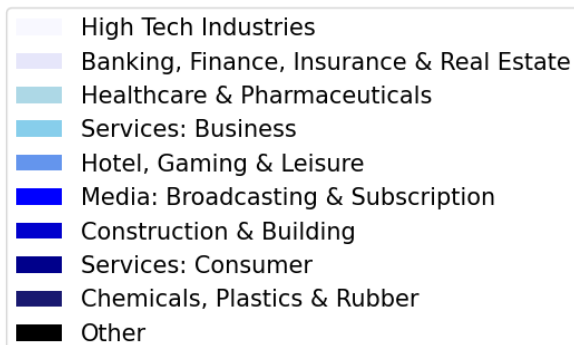 High Tech Industries
Banking, Finance, Insurance & Real Estate
Healthcare & Pharmaceuticals
Services: Business
Hotel, Gaming & Leisure
Media: Broadcasting & Subscription
Construction & Building
Services: Consumer
Chemicals, Plastics & Rubber
Other